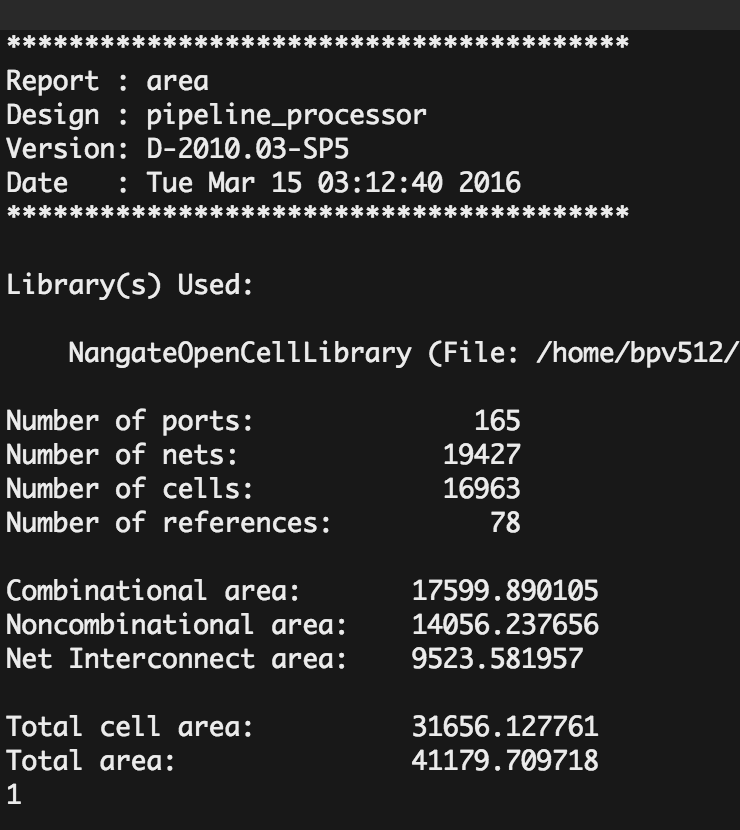 ****************************************
Report : area
Design : pipeline_processor
Version: D-2010.03-SP5
Date   : Tue Mar 15 03:12:40 2016
****************************************
Library(s) Used:
    NangateOpenCellLibrary (File: /home/bpv512/
Number of ports:              165
Number of nets:             19427
Number of cells:            16963
Number of references:          78
Combinational area:       17599.890105
Noncombinational area:    14056.237656
Net Interconnect area:    9523.581957
Total cell area:          31656.127761
Total area:               41179.709718
1